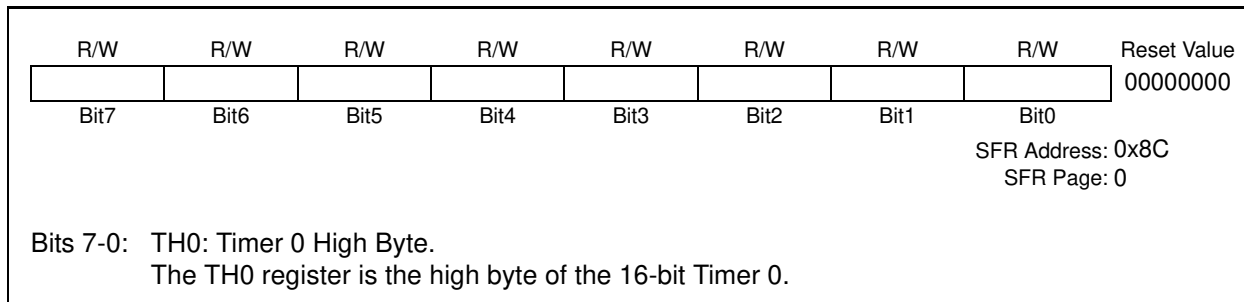 R/W R/W R/W R/W R/W R/W R/W R/W Reset Value
00000000
Bit7 Bit6 Bit5 Bit4 Bit3 Bit2 Bit1 Bit0
SFR Address: 0x8C
SFR Page: 0
Bits 7-0: TH0: Timer 0 High Byte.
The TH0 register is the high byte of the 16-bit Timer 0.